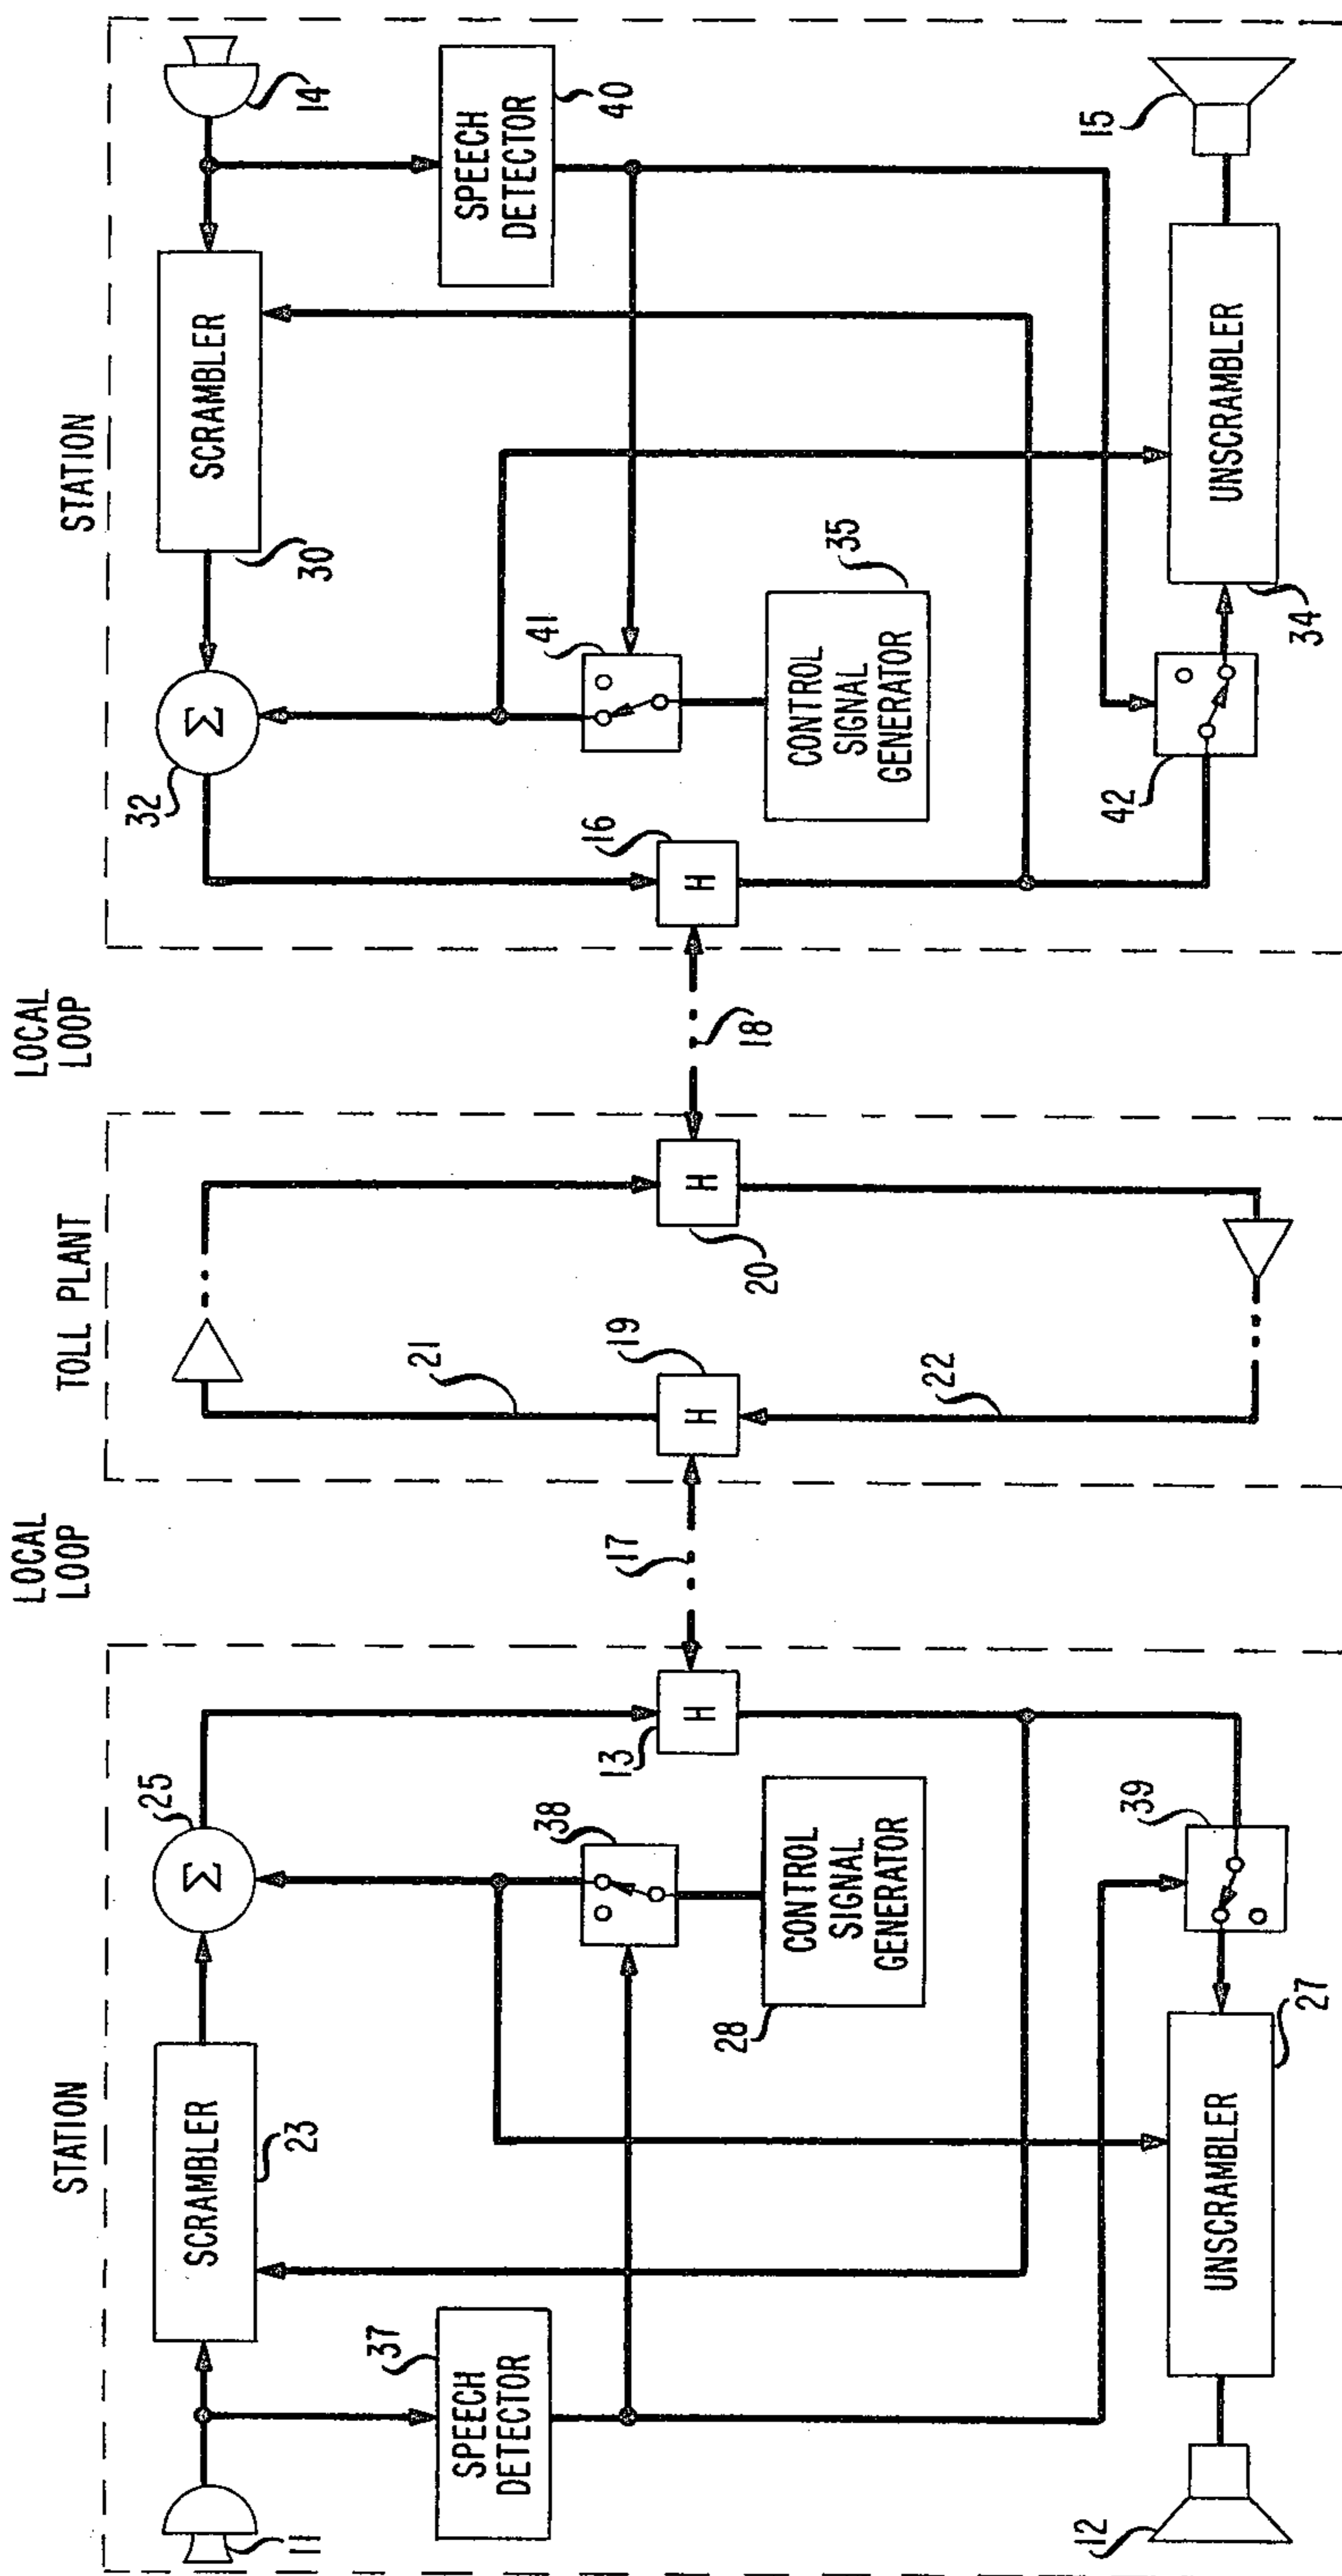 STATION
LOCAL
LOOP
TOLL PLANT
LOCAL
LOOP
STATION
11
SCRAMBLER
23
Σ
25
37
SPEECH
DETECTOR
38
CONTROL
SIGNAL
GENERATOR
28
H
13
39
UNSCRAMBLER
27
12
17
H
19
21
22
H
20
18
H
16
32
Σ
SCRAMBLER
30
14
SPEECH
DETECTOR
40
41
CONTROL
SIGNAL
GENERATOR
35
42
UNSCRAMBLER
34
15